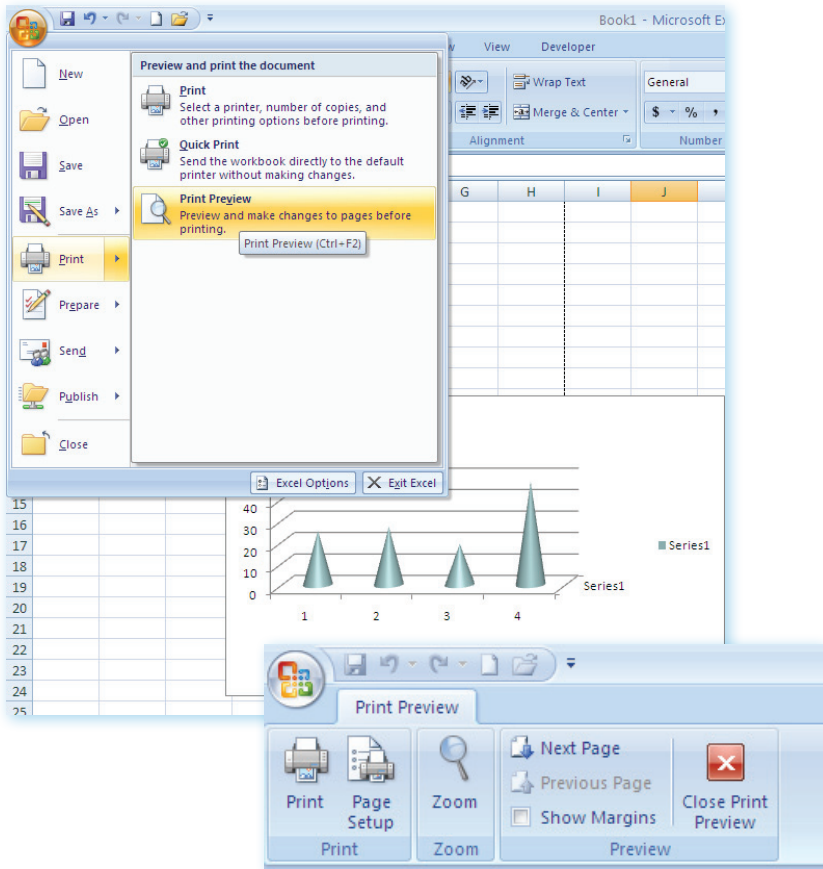 Book1 - Microsoft Ex
New
Open
Save
Save As
Print
Prepare
Send
Publish
Close
Preview and print the document
Print
Select a printer, number of copies, and
other printing options before printing.
Quick Print
Send the workbook directly to the default
printer without making changes.
Print Preview
Preview and make changes to pages before
printing.
Print Preview (Ctrl+F2)
Excel Options
Exit Excel
View Developer
Wrap Text
General
Merge & Center
$ % ,
Alignment
Number
G H I J
15
16
17
18
19
20
21
22
23
24
25
40
30
20
10
0
1 2 3 4
Series1
Series1
Print Preview
Print
Page
Setup
Print
Zoom
Zoom
Next Page
Previous Page
Show Margins
Close Print
Preview
Preview